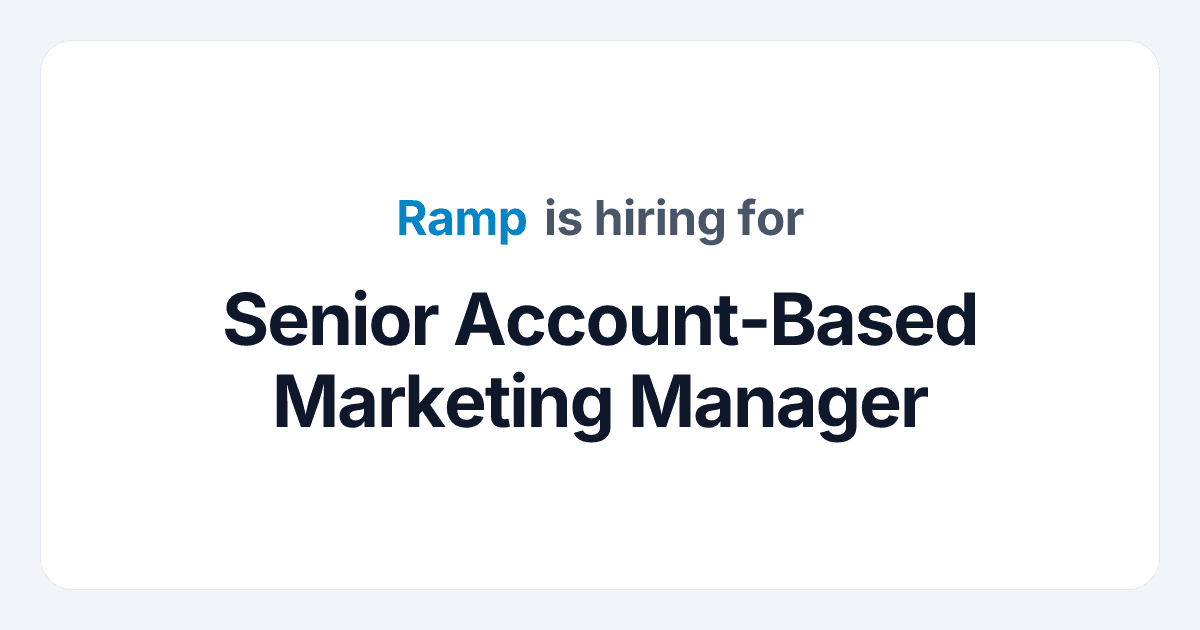 Ramp is hiring for
Senior Account-Based
Marketing Manager